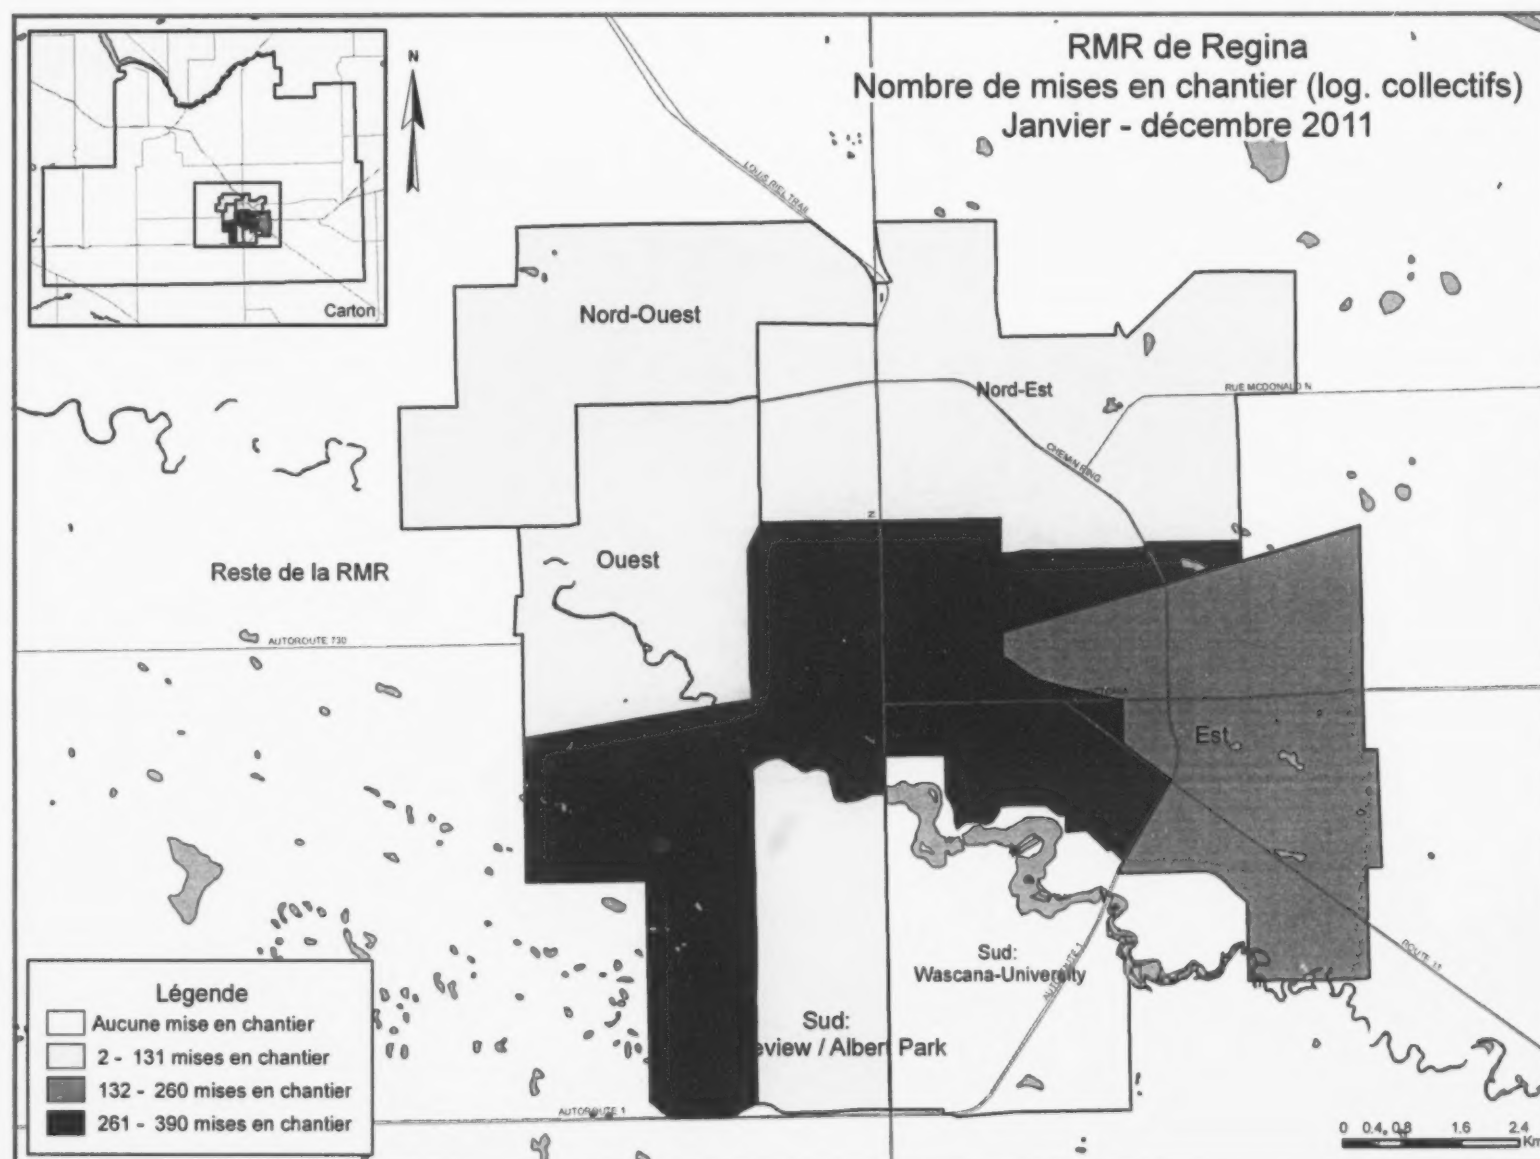 RMR de Regina
Nombre de mises en chantier (log. collectifs)
Janvier - décembre 2011
N
Carton
LOUIS RIEL TRAIL
Nord-Ouest
Nord-Est
RUE MCDONALD N
CHEMIN RING
N
Ouest
Reste de la RMR
AUTOROUTE 730
Est
ROUTE 11
Sud:
Wascana-University
AUTOROUTE 1
Sud:
eview / Albert Park
AUTOROUTE 1
Légende
Aucune mise en chantier
2 - 131 mises en chantier
132 - 260 mises en chantier
261 - 390 mises en chantier
0 0.4 0.8 1.6 2.4
Km